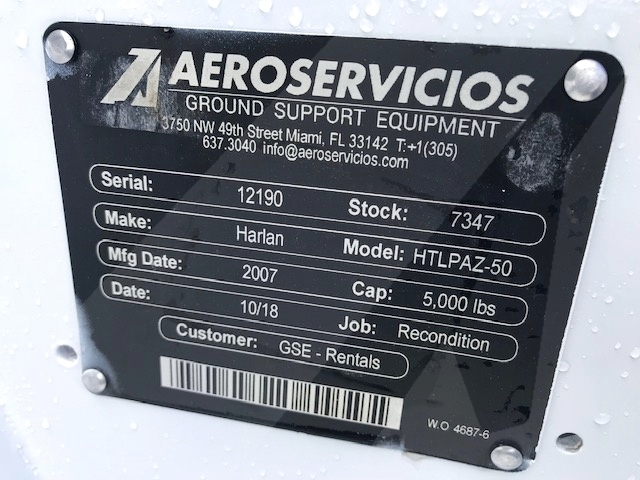 AEROSERVICIOS
GROUND SUPPORT EQUIPMENT
3750 NW 49th Street Miami, FL 33142 T:+1(305)
637.3040 info@aeroservicios.com
Serial: 12190 Stock: 7347
Make: Harlan Model: HTLPAZ-50
Mfg Date: 2007 Cap: 5,000 lbs
Date: 10/18 Job: Recondition
Customer: GSE - Rentals
W.O 4687-6